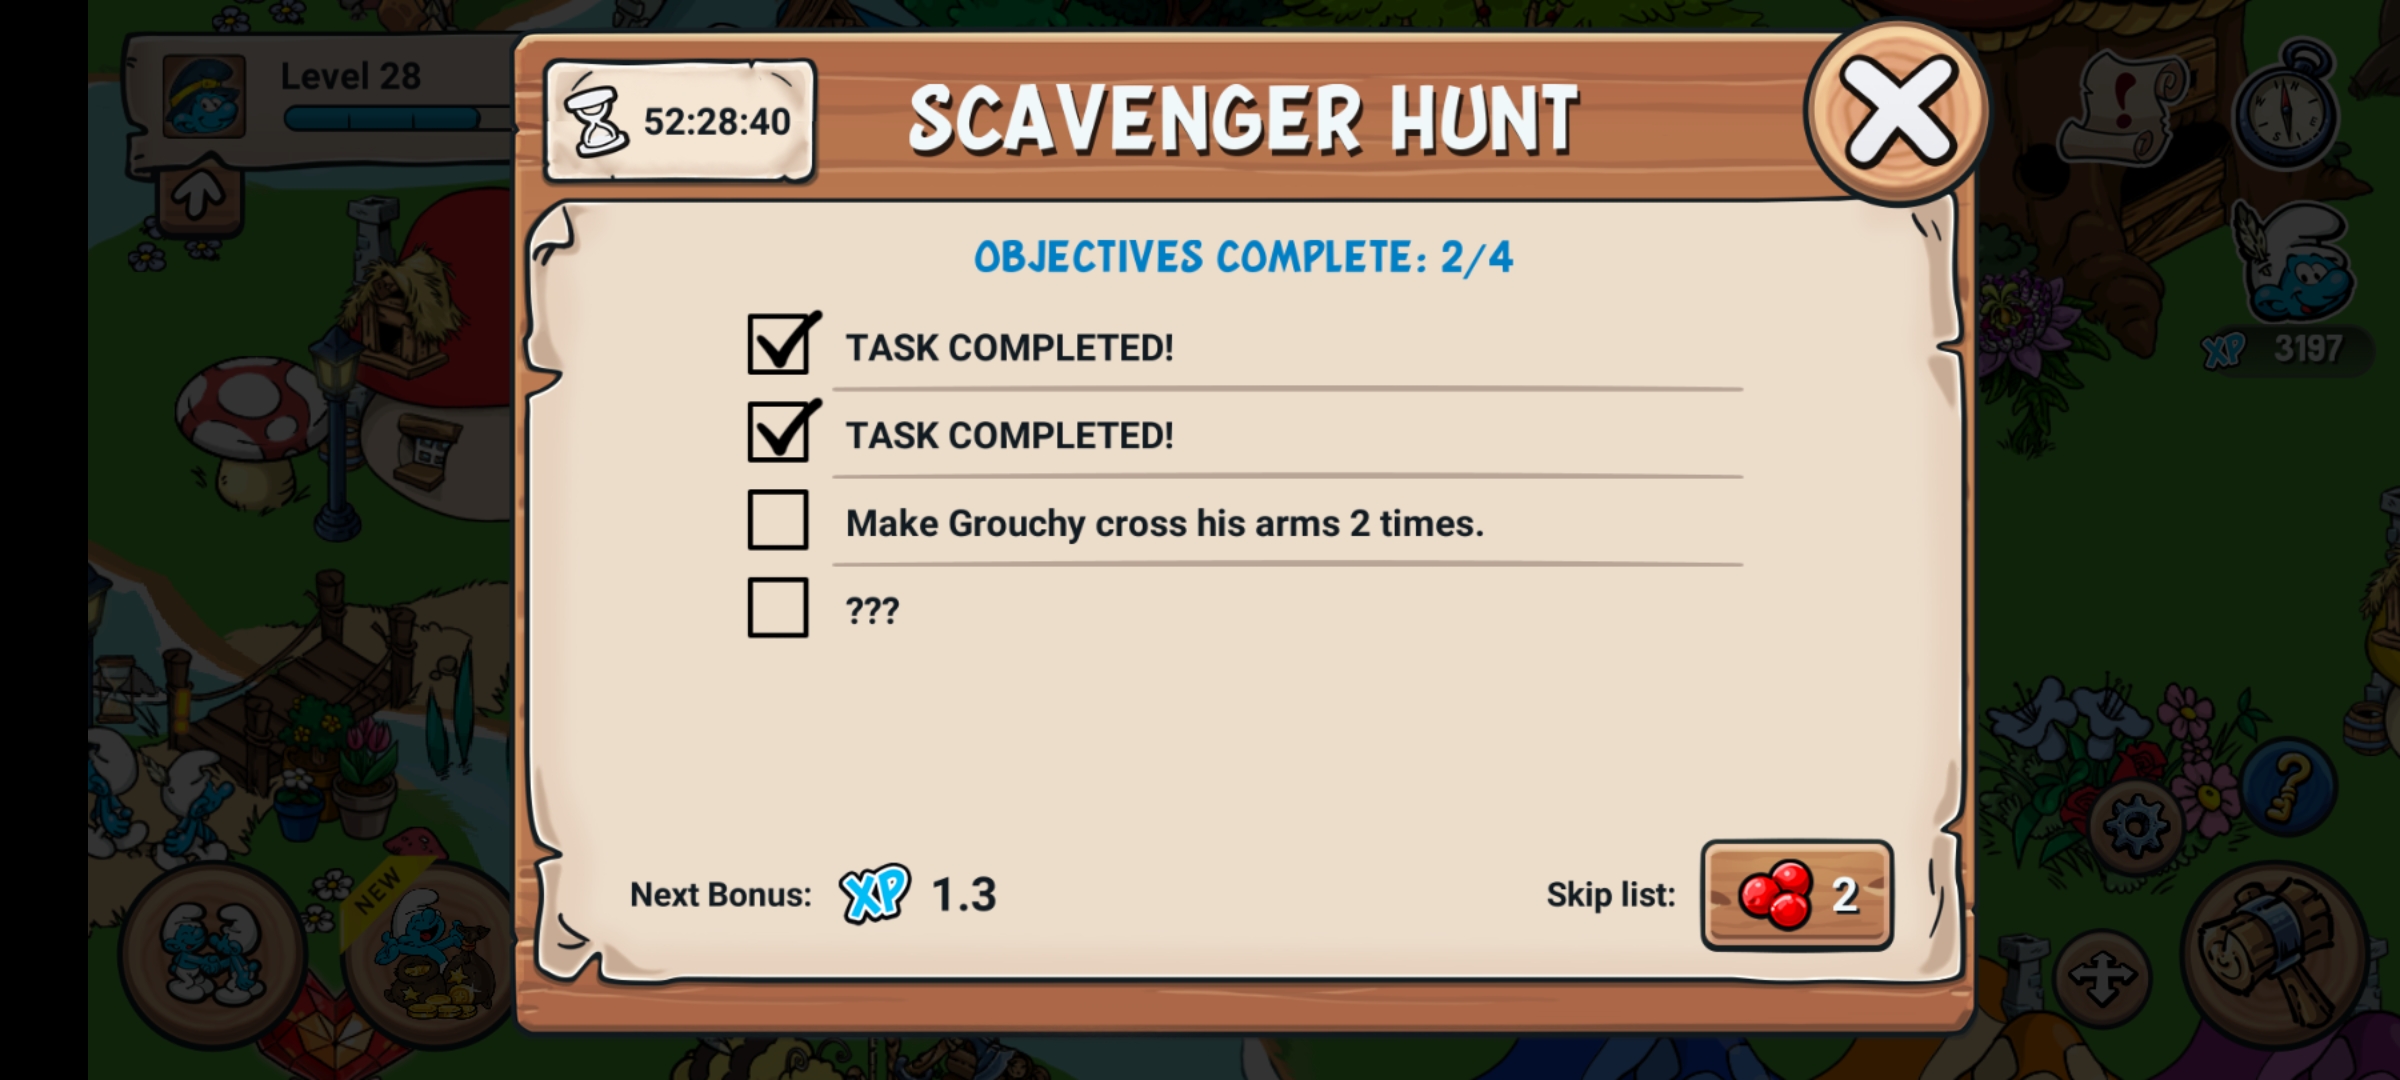 Level 28
52:28:40
SCAVENGER HUNT
OBJECTIVES COMPLETE: 2/4
TASK COMPLETED!
TASK COMPLETED!
Make Grouchy cross his arms 2 times.
???
XP 3197
NEW
Next Bonus: XP 1.3
Skip list: 2